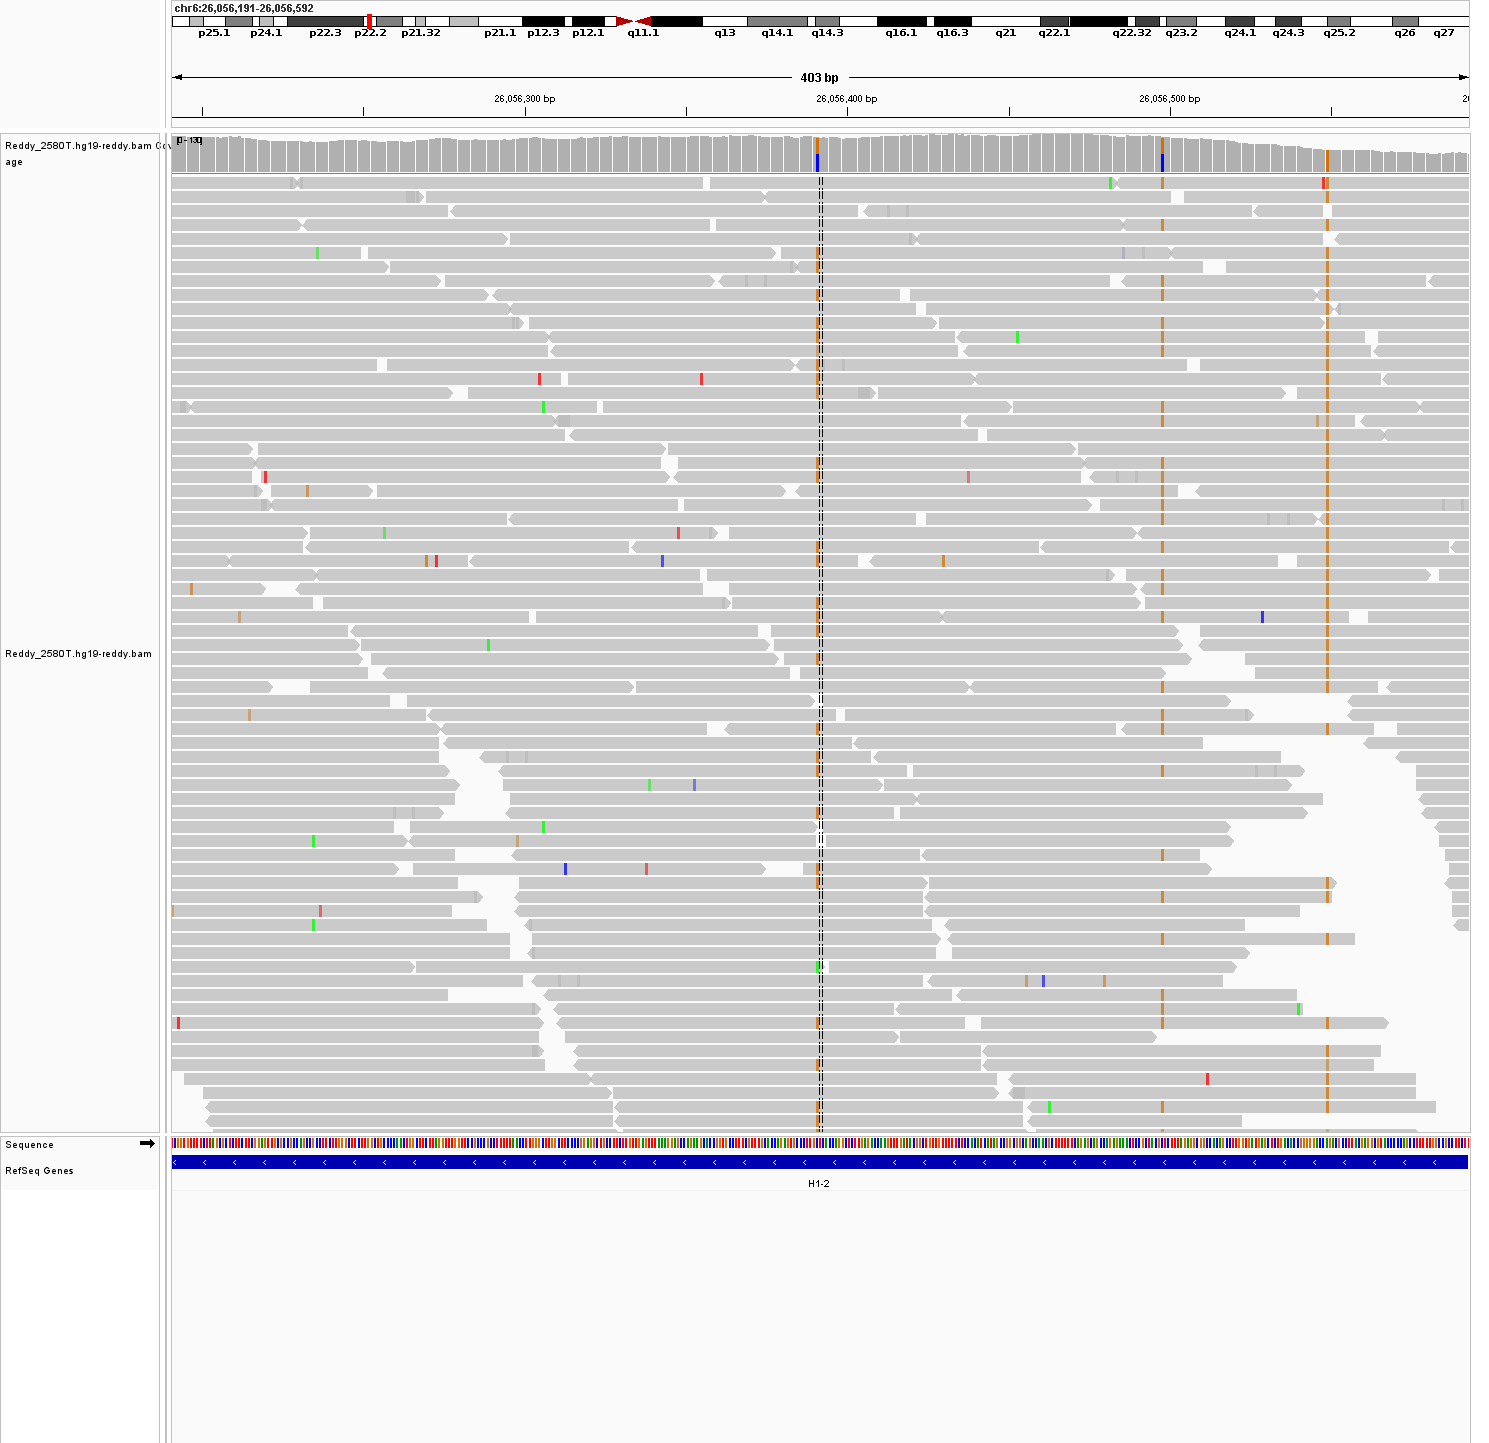 chr6:26,056,191-26,056,592
p25.1 p24.1 p22.3 p22.2 p21.32 p21.1 p12.3 p12.1 q11.1 q13 q14.1 q14.3 q16.1 q16.3 q21 q22.1 q22.32 q23.2 q24.1 q24.3 q25.2 q26 q27
403 bp
26,056,300 bp 26,056,400 bp 26,056,500 bp 20
Reddy_2580T.hg19-reddy.bam Cov
age
Reddy_2580T.hg19-reddy.bam
Sequence
RefSeq Genes
H1-2